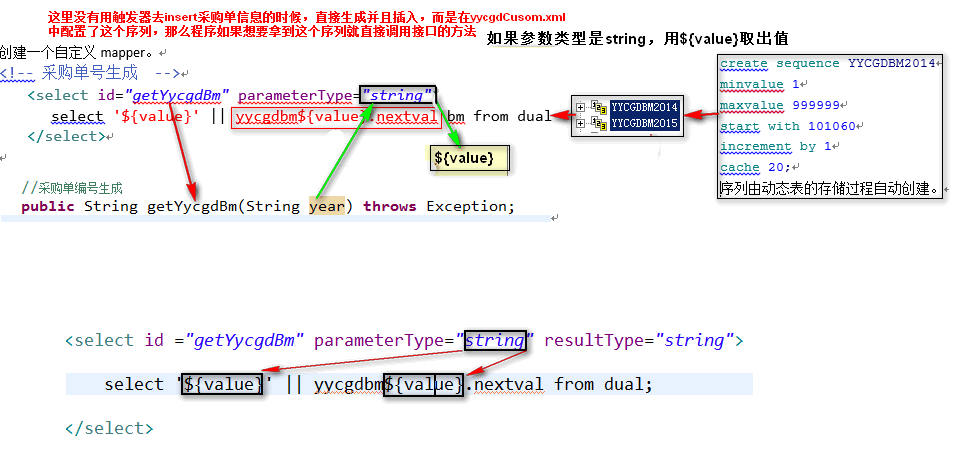 这里没有用触发器去insert采购单信息的时候，直接生成并且插入，而是在yycgdCusom.xml
中配置了这个序列，那么程序如果想要拿到这个序列就直接调用接口的方法
如果参数类型是string，用${value}取出值
创建一个自定义 mapper。
<!-- 采购单号生成 -->
<select id="getYycgdBm" parameterType="string"
select '${value}' || yycgdbm${value}.nextval bm from dual
</select>
${value}
//采购单编号生成
public String getYycgdBm(String year) throws Exception;
YYCGDBM2014
YYCGDBM2015
create sequence YYCGDBM2014
minvalue 1
maxvalue 999999
start with 101060
increment by 1
cache 20;
序列由动态表的存储过程自动创建。
<select id ="getYycgdBm" parameterType="string" resultType="string">
select '${value}' || yycgdbm${value}.nextval from dual;
</select>